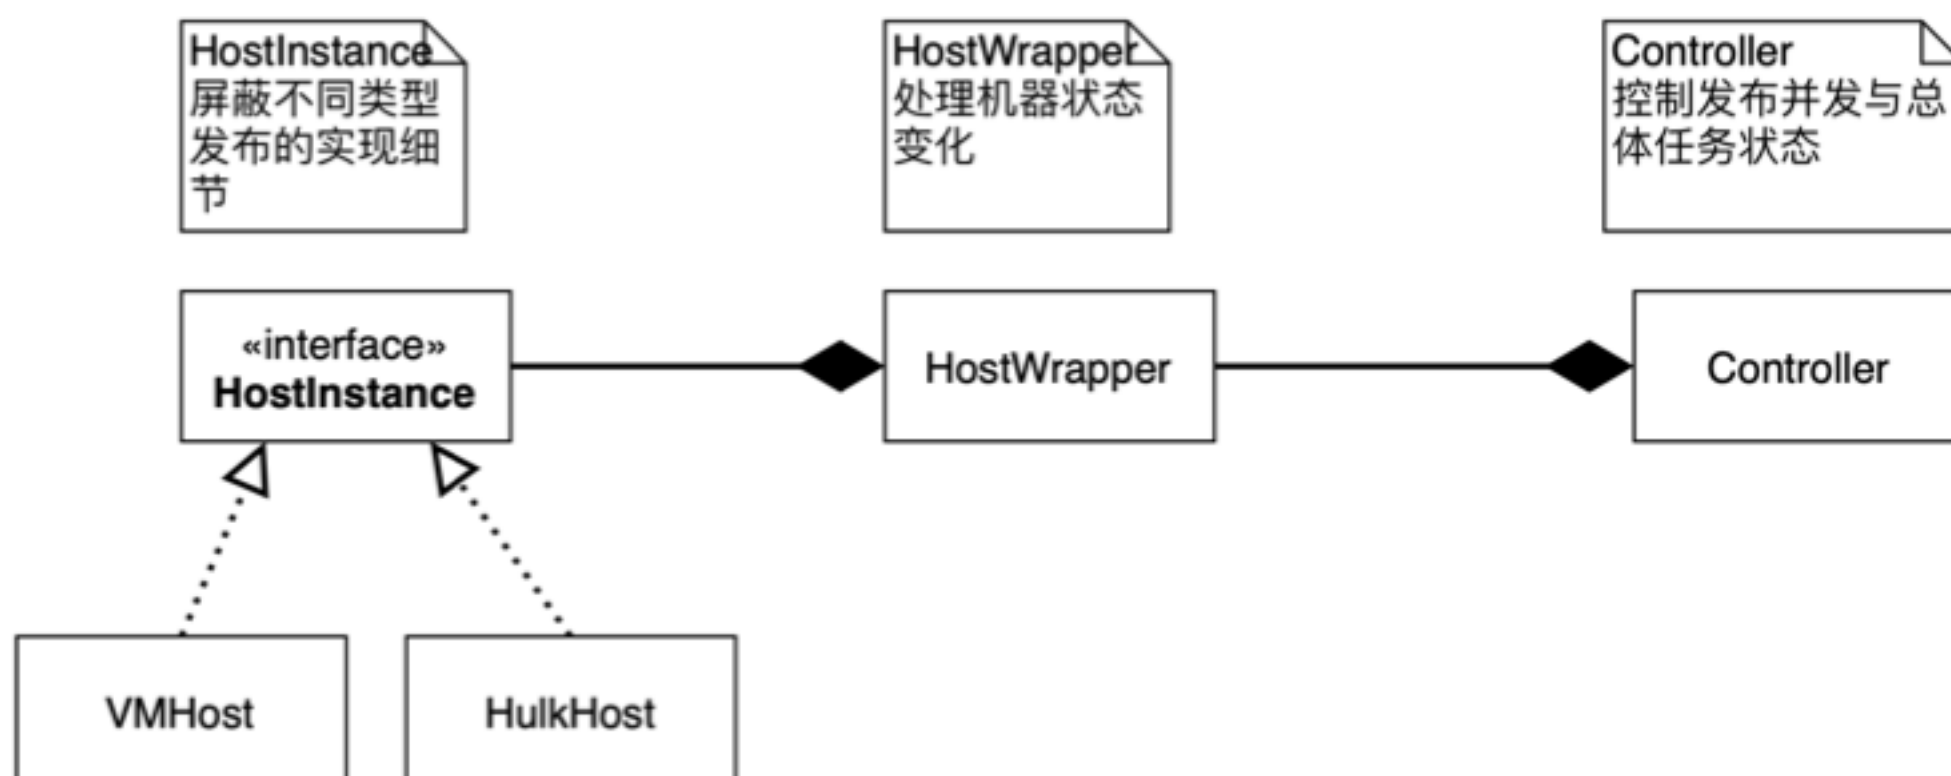 HostInstance
屏蔽不同类型
发布的实现细
节
HostWrapper
处理机器状态
变化
Controller
控制发布并发与总
体任务状态
«interface»
HostInstance
HostWrapper
Controller
VMHost
HulkHost